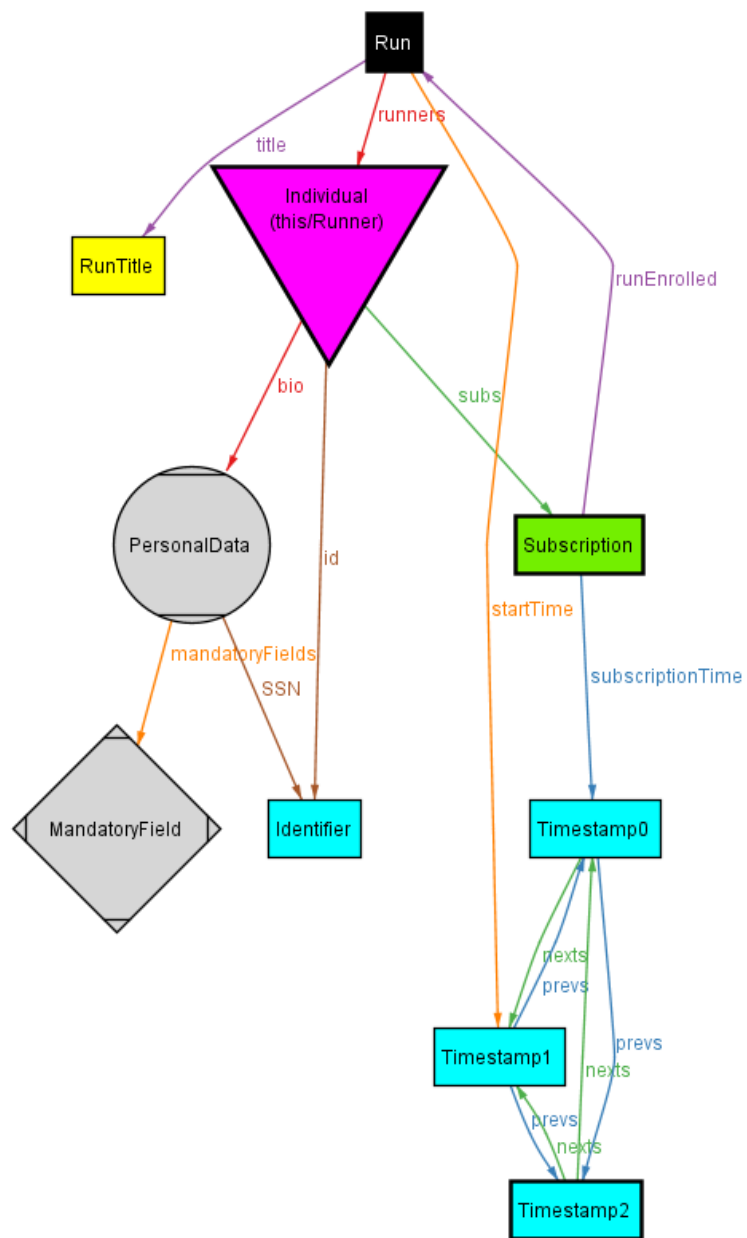 Run
runners
title
Individual
(this/Runner)
RunTitle
runEnrolled
bio
subs
PersonalData
Subscription
id
startTime
mandatoryFields
subscriptionTime
SSN
MandatoryField
Identifier
Timestamp0
nexts
prevs
Timestamp1
prevs
nexts
prevs
nexts
Timestamp2